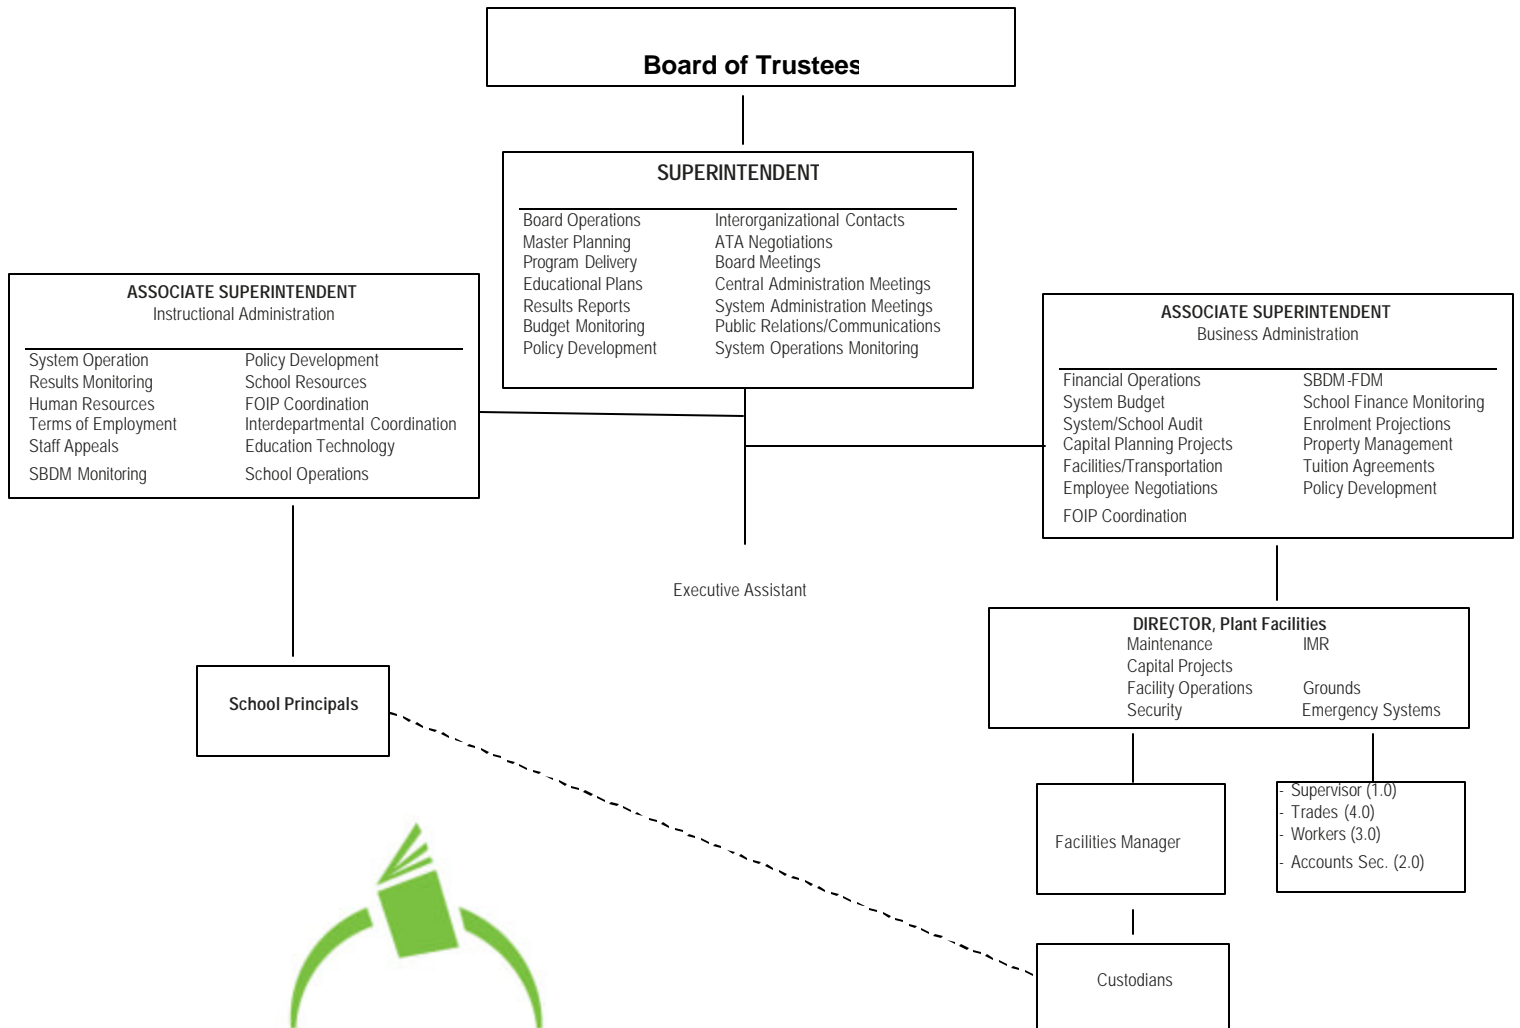 Board of Trustees
SUPERINTENDENT
Board Operations Interorganizational Contacts
Master Planning ATA Negotiations
Program Delivery Board Meetings
Educational Plans Central Administration Meetings
Results Reports System Administration Meetings
Budget Monitoring Public Relations/Communications
Policy Development System Operations Monitoring
ASSOCIATE SUPERINTENDENT
Instructional Administration
System Operation Policy Development
Results Monitoring School Resources
Human Resources FOIP Coordination
Terms of Employment Interdepartmental Coordination
Staff Appeals Education Technology
SBDM Monitoring School Operations
ASSOCIATE SUPERINTENDENT
Business Administration
Financial Operations SBDM-FDM
System Budget School Finance Monitoring
System/School Audit Enrolment Projections
Capital Planning Projects Property Management
Facilities/Transportation Tuition Agreements
Employee Negotiations Policy Development
FOIP Coordination
Executive Assistant
DIRECTOR, Plant Facilities
Maintenance IMR
Capital Projects
Facility Operations Grounds
Security Emergency Systems
School Principals
Facilities Manager
- Supervisor (1.0)
- Trades (4.0)
- Workers (3.0)
- Accounts Sec. (2.0)
Custodians